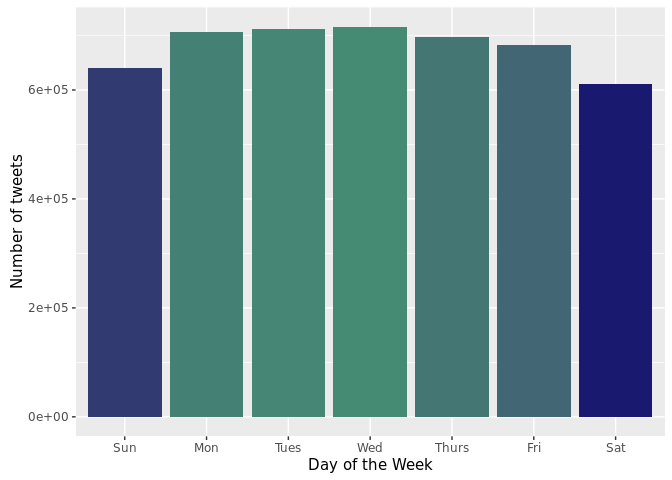 Number of tweets
6e+05
4e+05
2e+05
0e+00
Sun Mon Tues Wed Thurs Fri Sat
Day of the Week